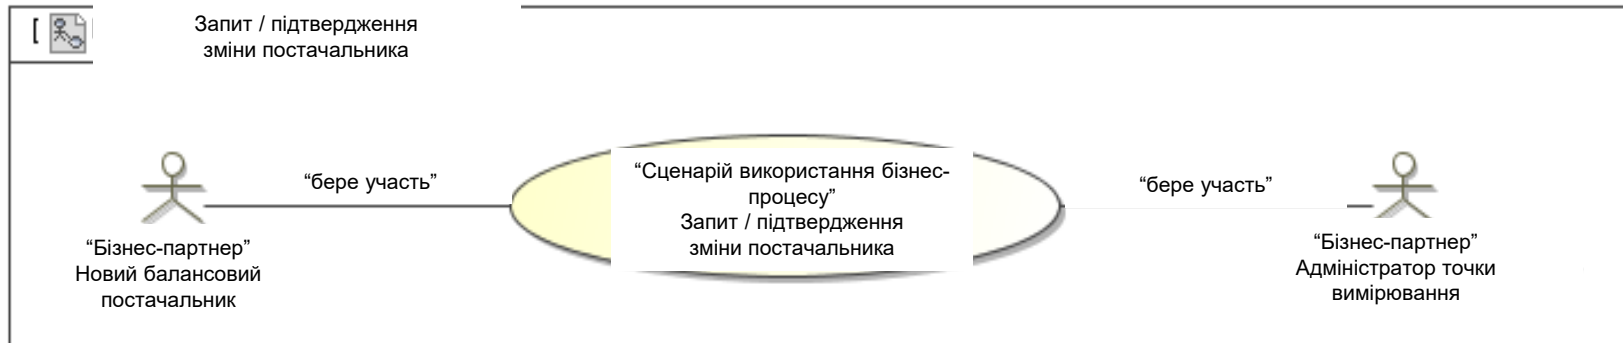 [
Запит / підтвердження
зміни постачальника
“бере участь”
“Сценарій використання бізнес-
процесу”
Запит / підтвердження
зміни постачальника
“бере участь”
“Бізнес-партнер”
Новий балансовий
постачальник
“Бізнес-партнер”
Адміністратор точки
вимірювання